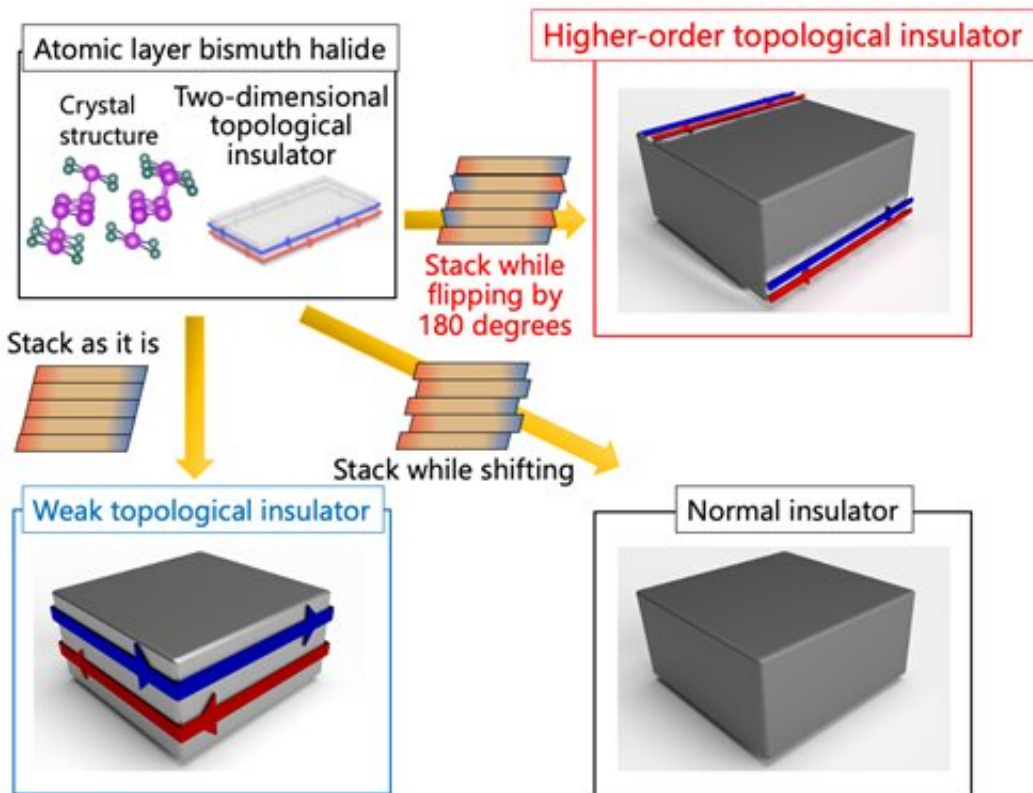 Atomic layer bismuth halide
Higher-order topological insulator
Crystal
structure
Two-dimensional
topological
insulator
Stack while
flipping by
180 degrees
Stack as it is
Stack while shifting
Weak topological insulator
Normal insulator